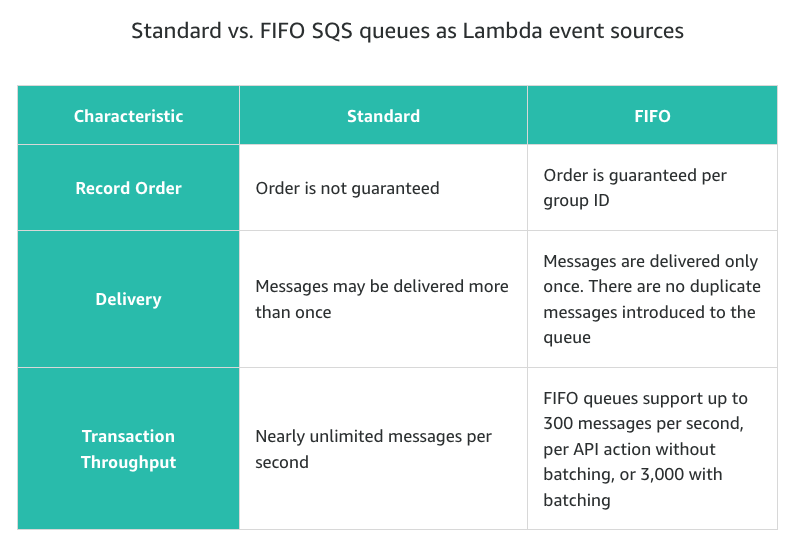 Standard vs. FIFO SQS queues as Lambda event sources
Characteristic
Standard
FIFO
Record Order
Order is not guaranteed
Order is guaranteed per
group ID
Delivery
Messages may be delivered more
than once
Messages are delivered only
once. There are no duplicate
messages introduced to the
queue
Transaction
Throughput
Nearly unlimited messages per
second
FIFO queues support up to
300 messages per second,
per API action without
batching, or 3,000 with
batching